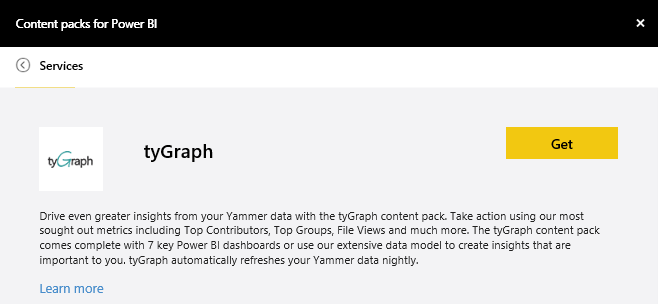 Content packs for Power BI
Services
tyGraph
tyGraph
Get
Drive even greater insights from your Yammer data with the tyGraph content pack. Take action using our most
sought out metrics including Top Contributors, Top Groups, File Views and much more. The tyGraph content pack
comes complete with 7 key Power BI dashboards or use our extensive data model to create insights that are
important to you. tyGraph automatically refreshes your Yammer data nightly.
Learn more